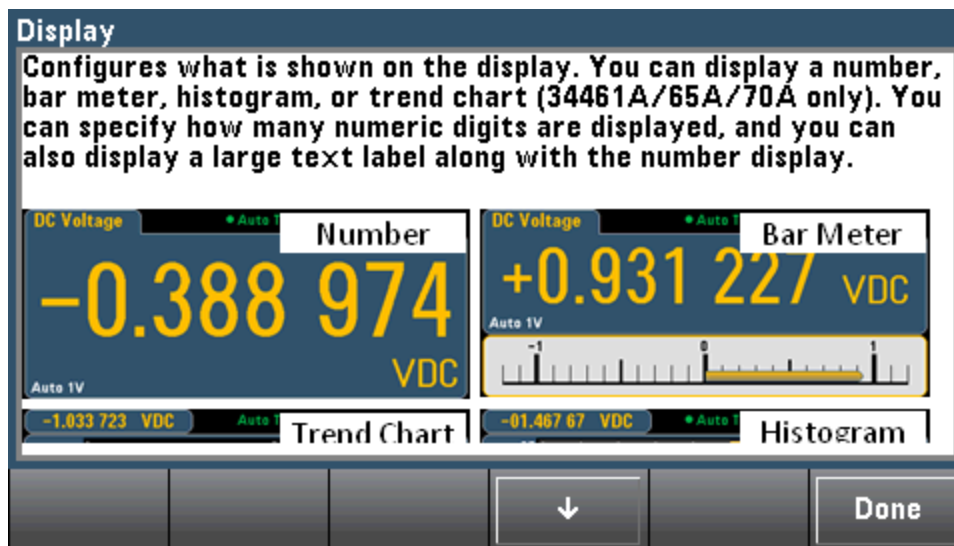 Display
Configures what is shown on the display. You can display a number,
bar meter, histogram, or trend chart (34461A/65A/70A only). You
can specify how many numeric digits are displayed, and you can
also display a large text label along with the number display.
DC Voltage Auto Number
-0.388 974
VDC
Auto 1V
DC Voltage Auto Bar Meter
+0.931 227 VDC
Auto 1V
-1 0 1
-1.033 723 VDC Auto Trend Chart
-01.467 67 VDC Auto Histogram
↓ Done